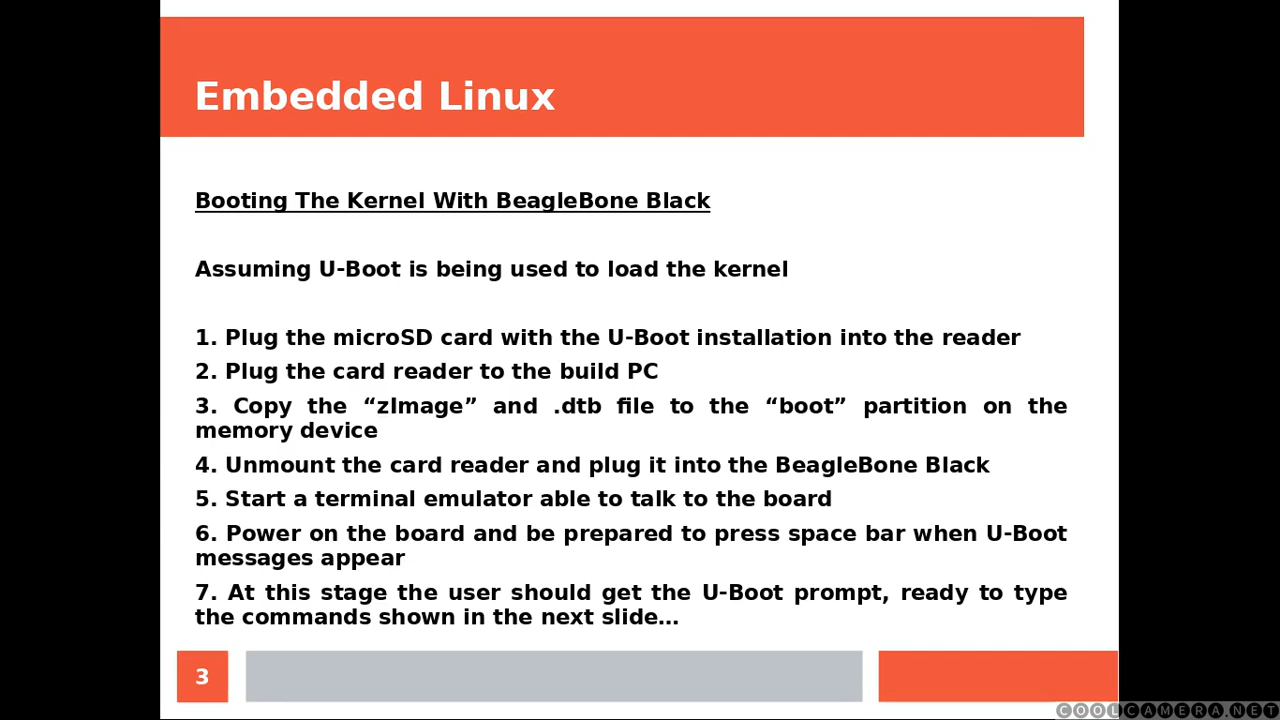 Embedded Linux
Booting The Kernel With BeagleBone Black
Assuming U-Boot is being used to load the kernel
1. Plug the microSD card with the U-Boot installation into the reader
2. Plug the card reader to the build PC
3. Copy the “zImage” and .dtb file to the “boot” partition on the
memory device
4. Unmount the card reader and plug it into the BeagleBone Black
5. Start a terminal emulator able to talk to the board
6. Power on the board and be prepared to press space bar when U-Boot
messages appear
7. At this stage the user should get the U-Boot prompt, ready to type
the commands shown in the next slide…
3
COOLCAMERA.NET